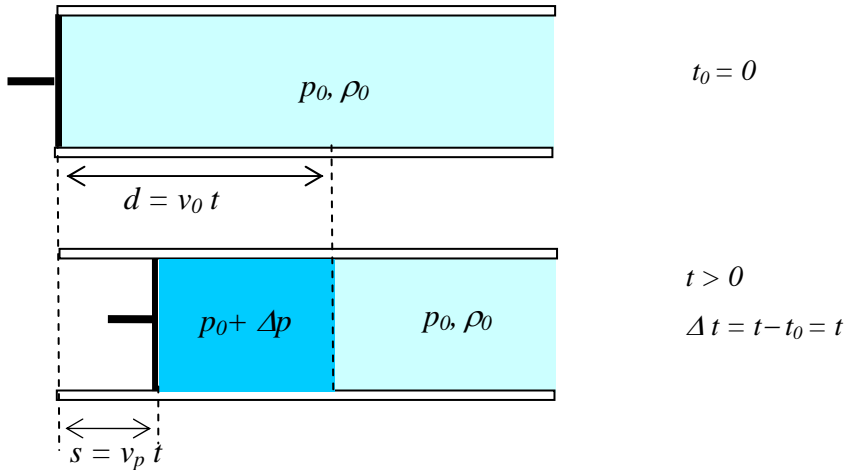 p₀, ρ₀
t₀ = 0
d = v₀ t
p₀ + Δp
p₀, ρ₀
t > 0
Δ t = t – t₀ = t
s = vₚ t